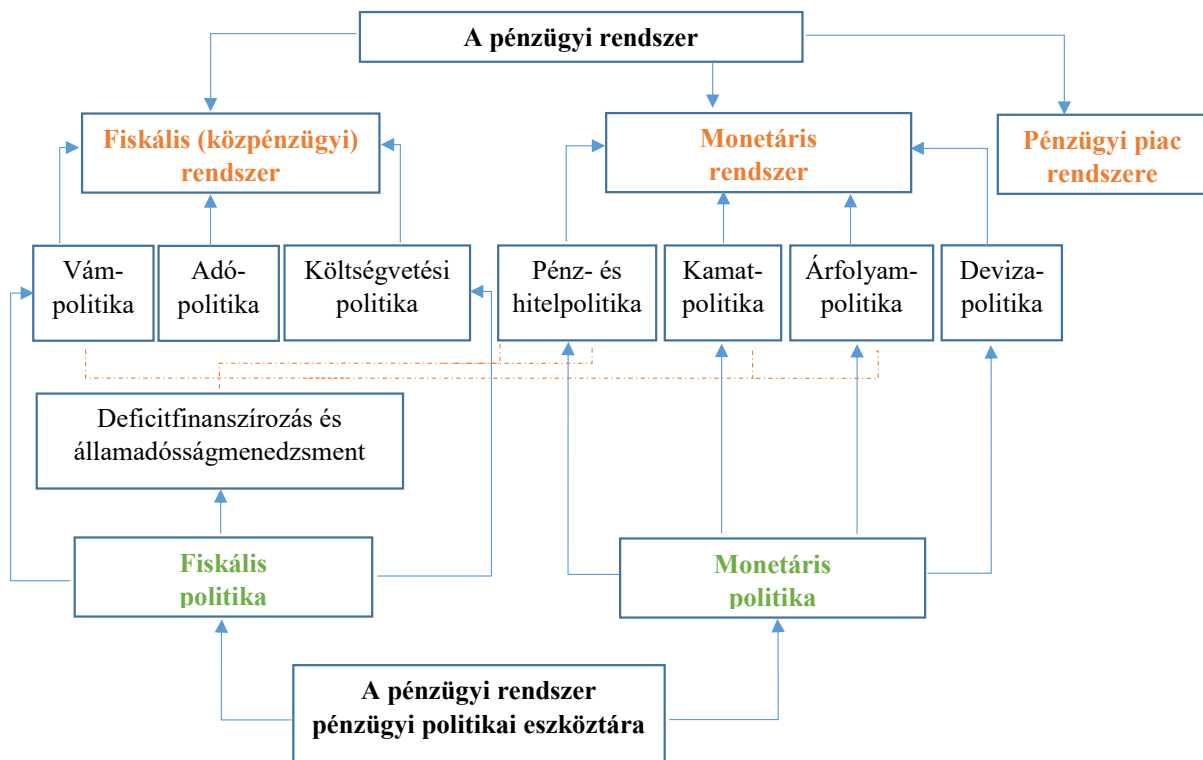 A pénzügyi rendszer
Fiskális (közpénzügyi)
rendszer
Monetáris
rendszer
Pénzügyi piac
rendszere
Vám-
politika
Adó-
politika
Költségvetési
politika
Pénz- és
hitelpolitika
Kamat-
politika
Árfolyam-
politika
Deviza-
politika
Deficitfinanszírozás és
államadósságmenedzsment
Fiskális
politika
Monetáris
politika
A pénzügyi rendszer
pénzügyi politikai eszköztára